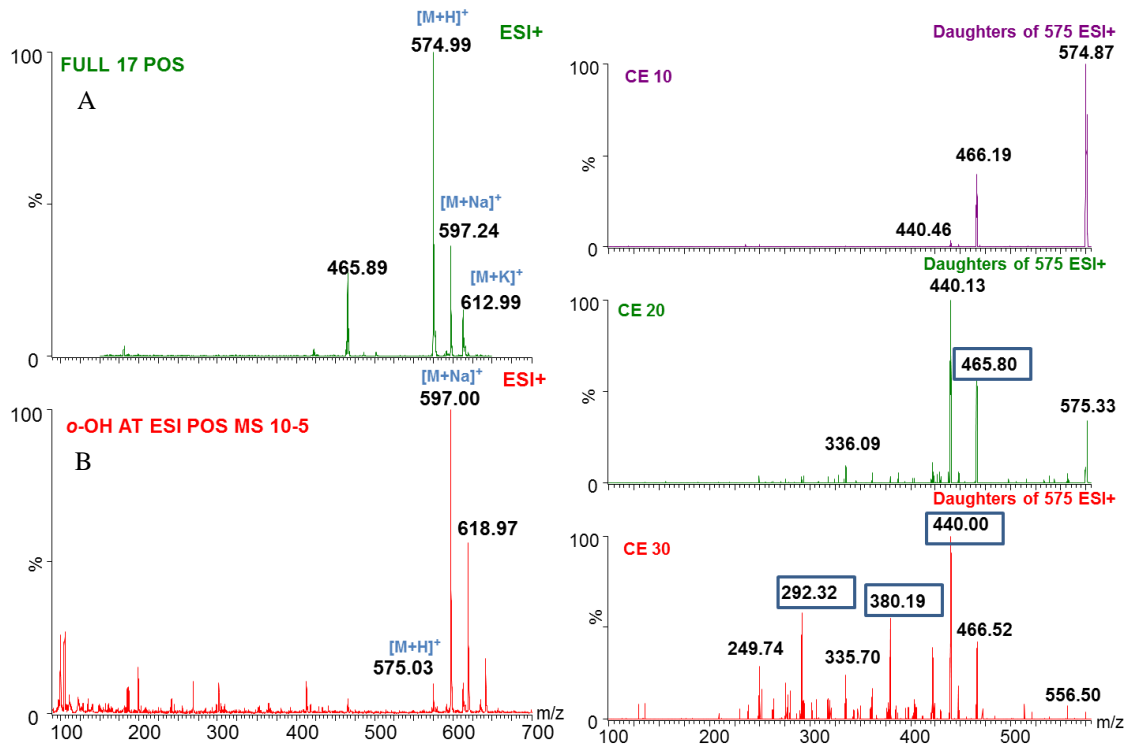 [M+H]⁺
574.99
ESI+
FULL 17 POS
A
100
%
0
[M+Na]⁺
597.24
[M+K]⁺
612.99
465.89
[M+Na]⁺
597.00
ESI+
100
o-OH AT ESI POS MS 10-5
B
618.97
%
[M+H]⁺
575.03
0
100 200 300 400 500 600 700 m/z
Daughters of 575 ESI+
574.87
100
CE 10
%
466.19
440.46
0
Daughters of 575 ESI+
440.13
100
CE 20
465.80
%
575.33
336.09
0
Daughters of 575 ESI+
440.00
100
CE 30
292.32
380.19
%
249.74
335.70
466.52
556.50
0
100 200 300 400 500 m/z